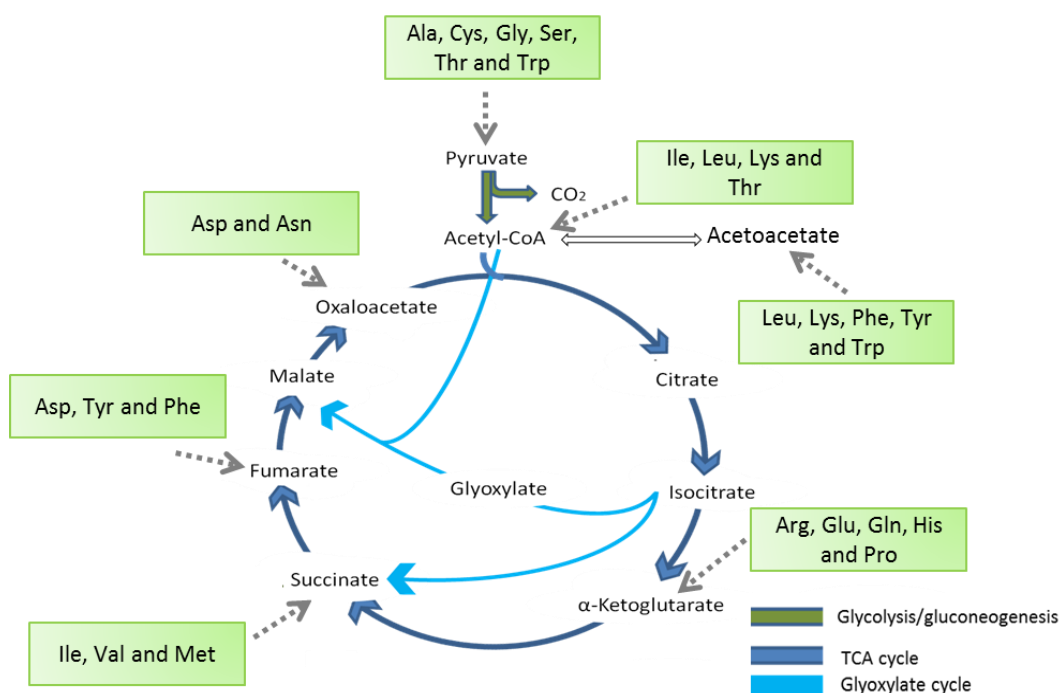 Ala, Cys, Gly, Ser,
Thr and Trp
Pyruvate
CO₂
Ile, Leu, Lys and
Thr
Asp and Asn
Acetyl-CoA
Acetoacetate
Oxaloacetate
Leu, Lys, Phe, Tyr
and Trp
Malate
Citrate
Asp, Tyr and Phe
Fumarate
Glyoxylate
Isocitrate
Arg, Glu, Gln, His
and Pro
Succinate
α-Ketoglutarate
Ile, Val and Met
Glycolysis/gluconeogenesis
TCA cycle
Glyoxylate cycle